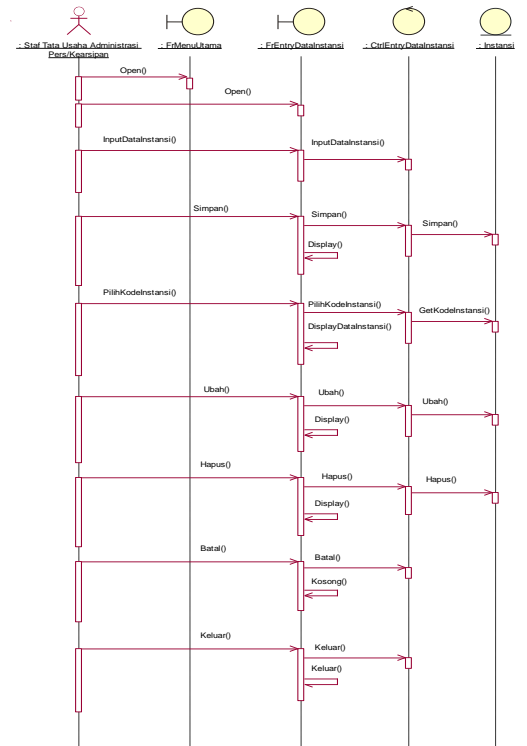 : Staf Tata Usaha Administrasi Pers/Kearsipan
: FrMenuUtama
: FrEntryDataInstansi
: CtrlEntryDataInstansi
: Instansi
Open()
Open()
InputDataInstansi()
InputDataInstansi()
Simpan()
Simpan()
Simpan()
Display()
PilihKodeInstansi()
PilihKodeInstansi()
GetKodeInstansi()
DisplayDataInstansi()
Ubah()
Ubah()
Ubah()
Display()
Hapus()
Hapus()
Hapus()
Display()
Batal()
Batal()
Kosong()
Keluar()
Keluar()
Keluar()